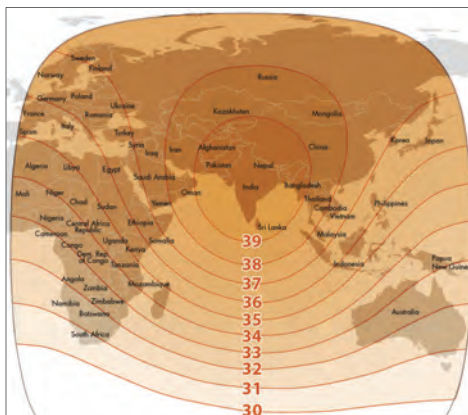 Sweden
Finland
Norway
Russia
Germany
Poland
Ukraine
Kazakhstan
Mongolia
France
Italy
Romania
Spain
Turkey
Korea
Japan
Syria
Iraq
Iran
Afghanistan
China
Algeria
Libya
Egypt
Pakistan
Nepal
Saudi Arabia
Oman
India
Bangladesh
Mali
Niger
Chad
Sudan
Yemen
Thailand
Cambodia
Vietnam
Philippines
Nigeria
Central Africa
Republic
Ethiopia
Cameroon
Uganda
Somalia
Sri Lanka
Malaysia
Congo
Kenya
Dem. Rep.
of Congo
Tanzania
Indonesia
Papua
New Guinea
Angola
Zambia
Mozambique
Namibia
Zimbabwe
Botswana
Australia
South Africa
39
38
37
36
35
34
33
32
31
30